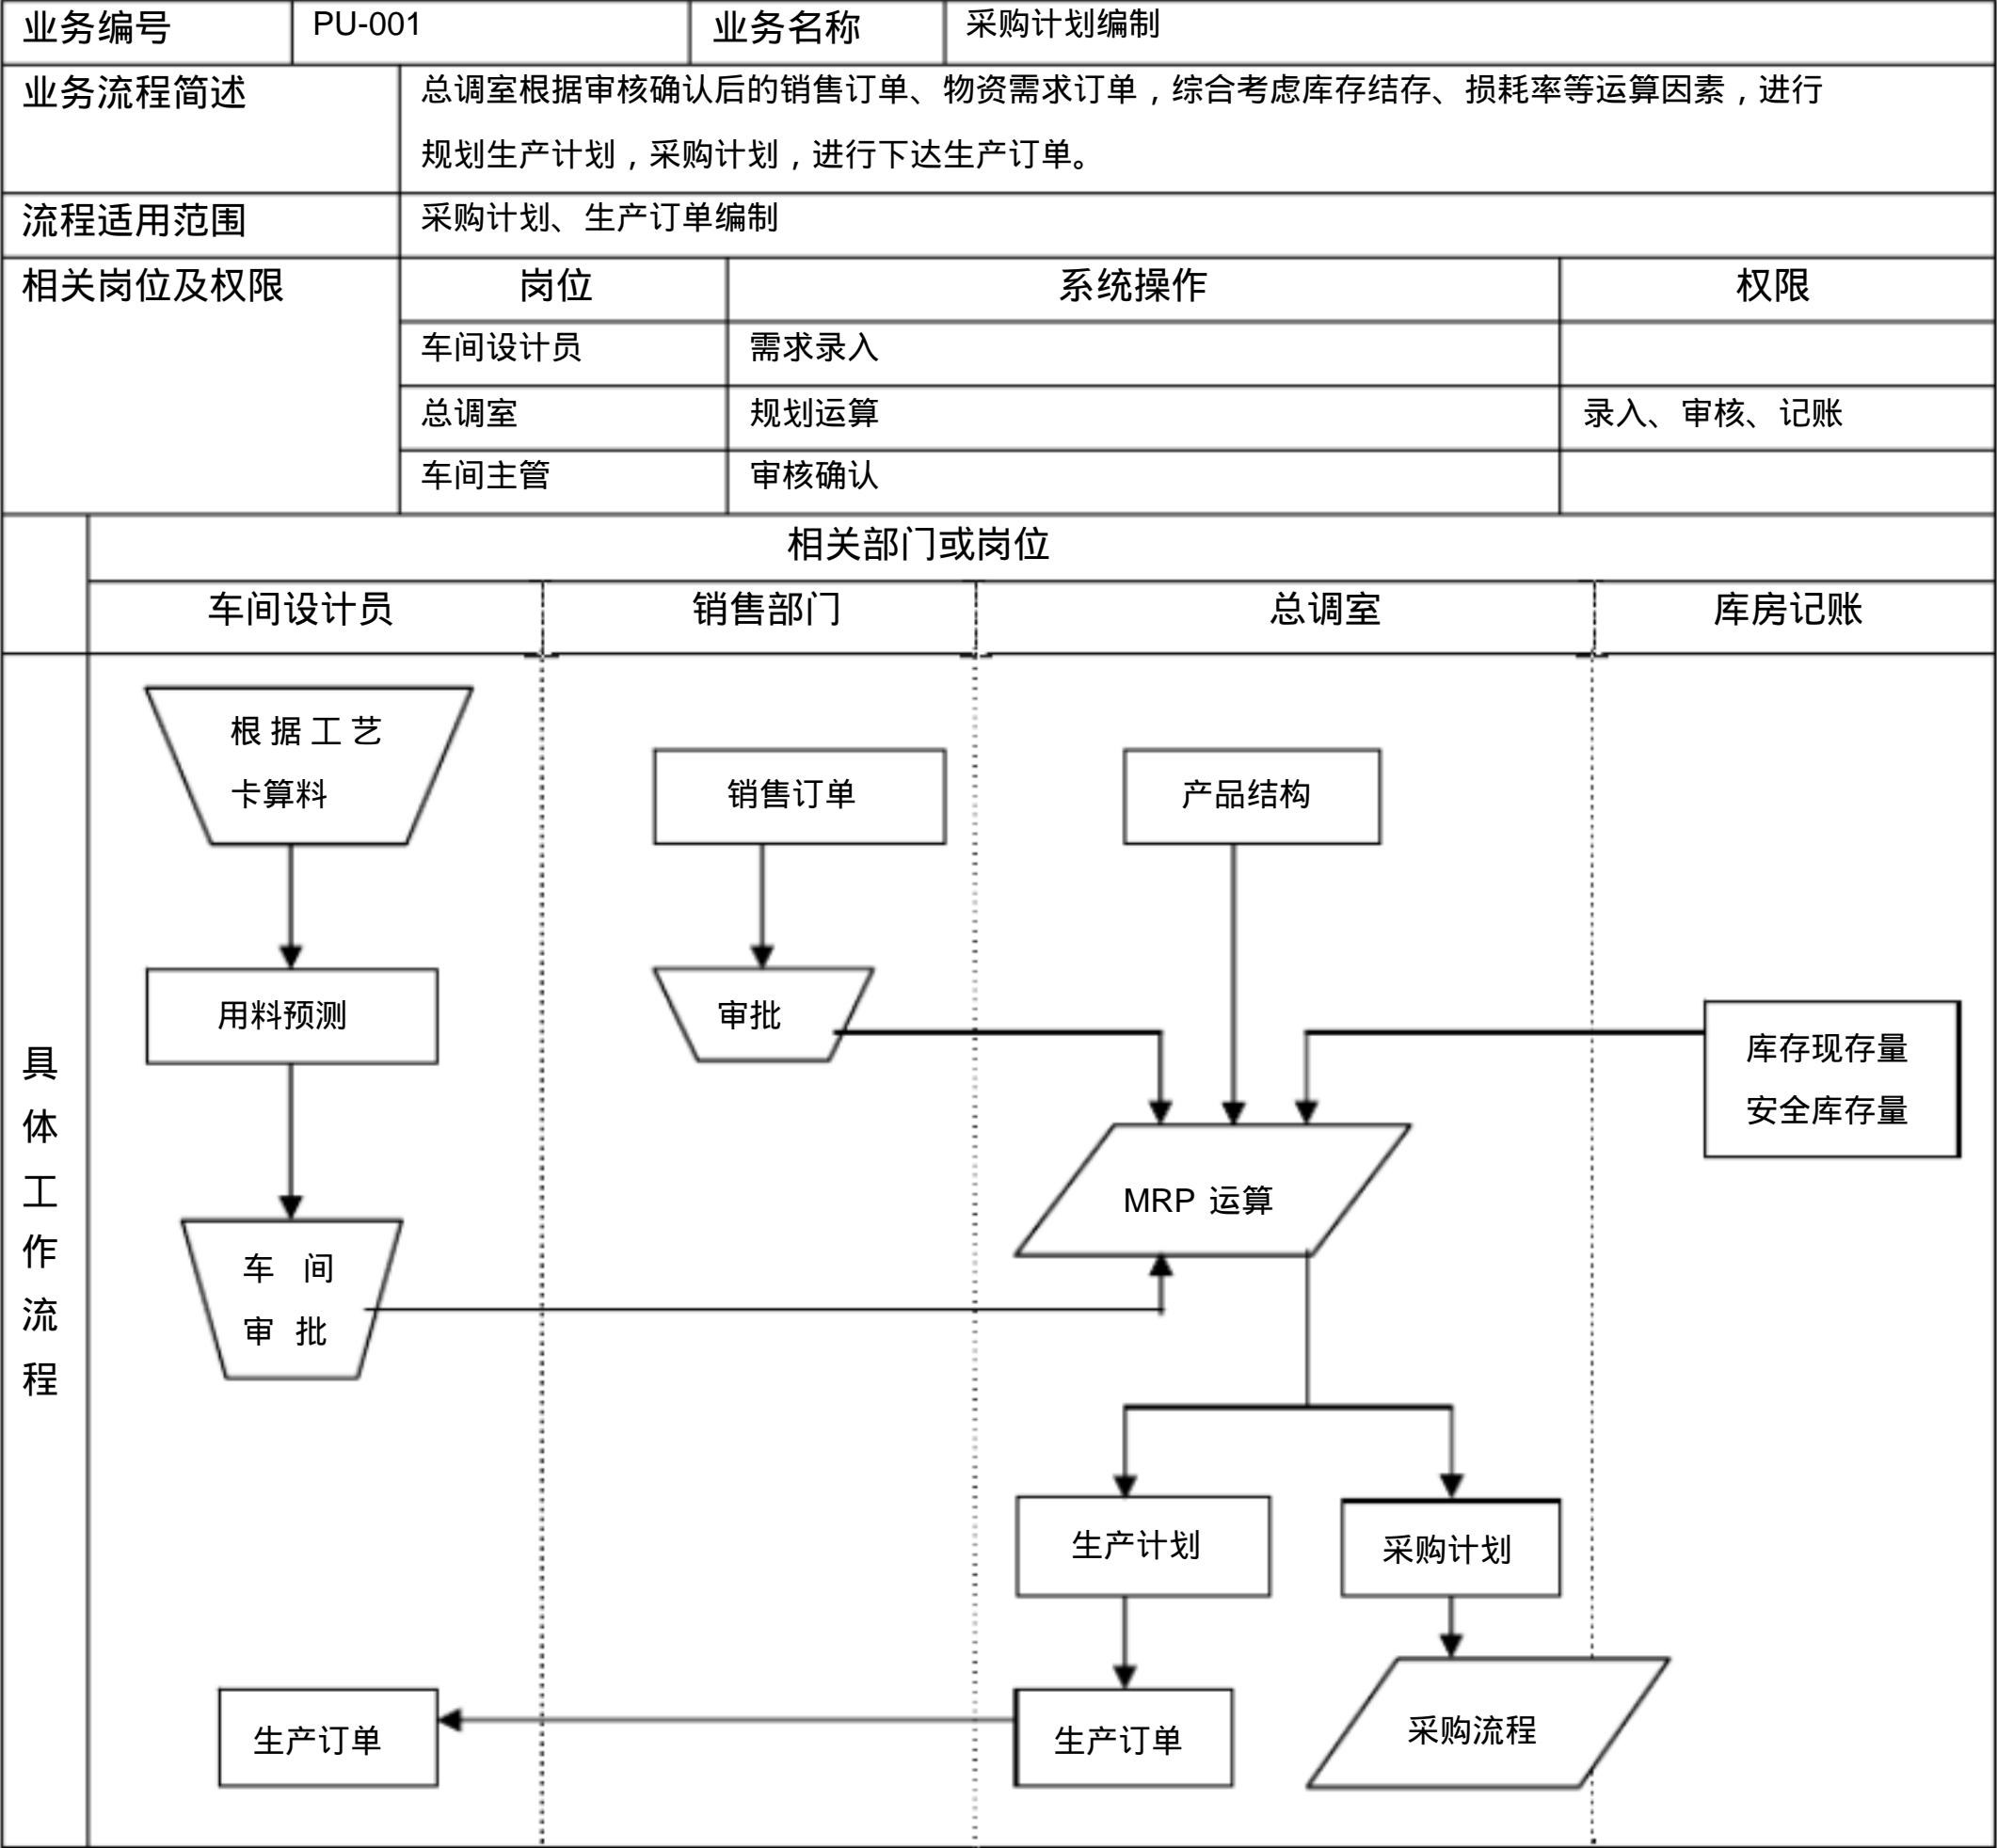 业务编号 PU-001 业务名称 采购计划编制
业务流程简述 总调室根据审核确认后的销售订单、物资需求订单，综合考虑库存结存、损耗率等运算因素，进行
规划生产计划，采购计划，进行下达生产订单。
流程适用范围 采购计划、生产订单编制
相关岗位及权限 岗位 系统操作 权限
车间设计员 需求录入
总调室 规划运算 录入、审核、记账
车间主管 审核确认
相关部门或岗位
车间设计员 销售部门 总调室 库房记账
具体工作流程
根据工艺
卡算料
销售订单
产品结构
用料预测
审批
库存现存量
安全库存量
MRP 运算
车 间
审 批
生产计划
采购计划
生产订单
生产订单
采购流程